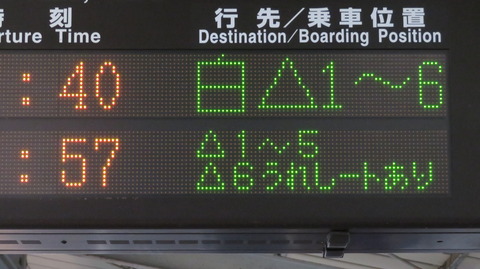 時 刻 行 先／乗車位置
rture Time Destination/Boarding Position
:40 白△1～6
:57 △1～5
△6うれしートあり